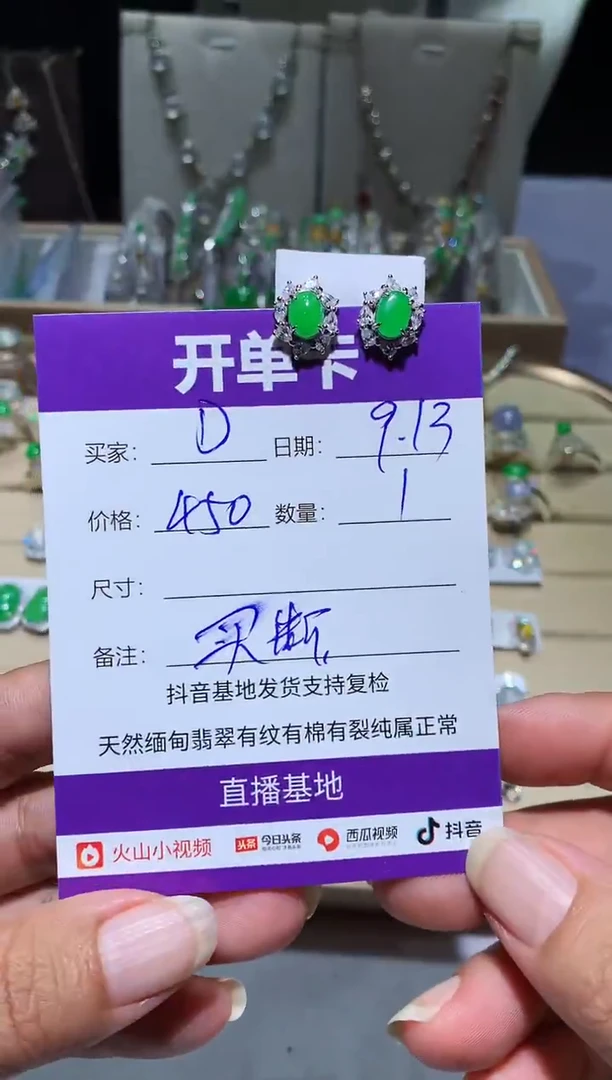 开单卡
买家: D 日期: 9.13
价格: 450 数量: 1
尺寸:
备注: 买断
抖音基地发货支持复检
天然缅甸翡翠有纹有棉有裂纯属正常
直播基地
火山小视频 头条 今日头条 西瓜视频 抖音